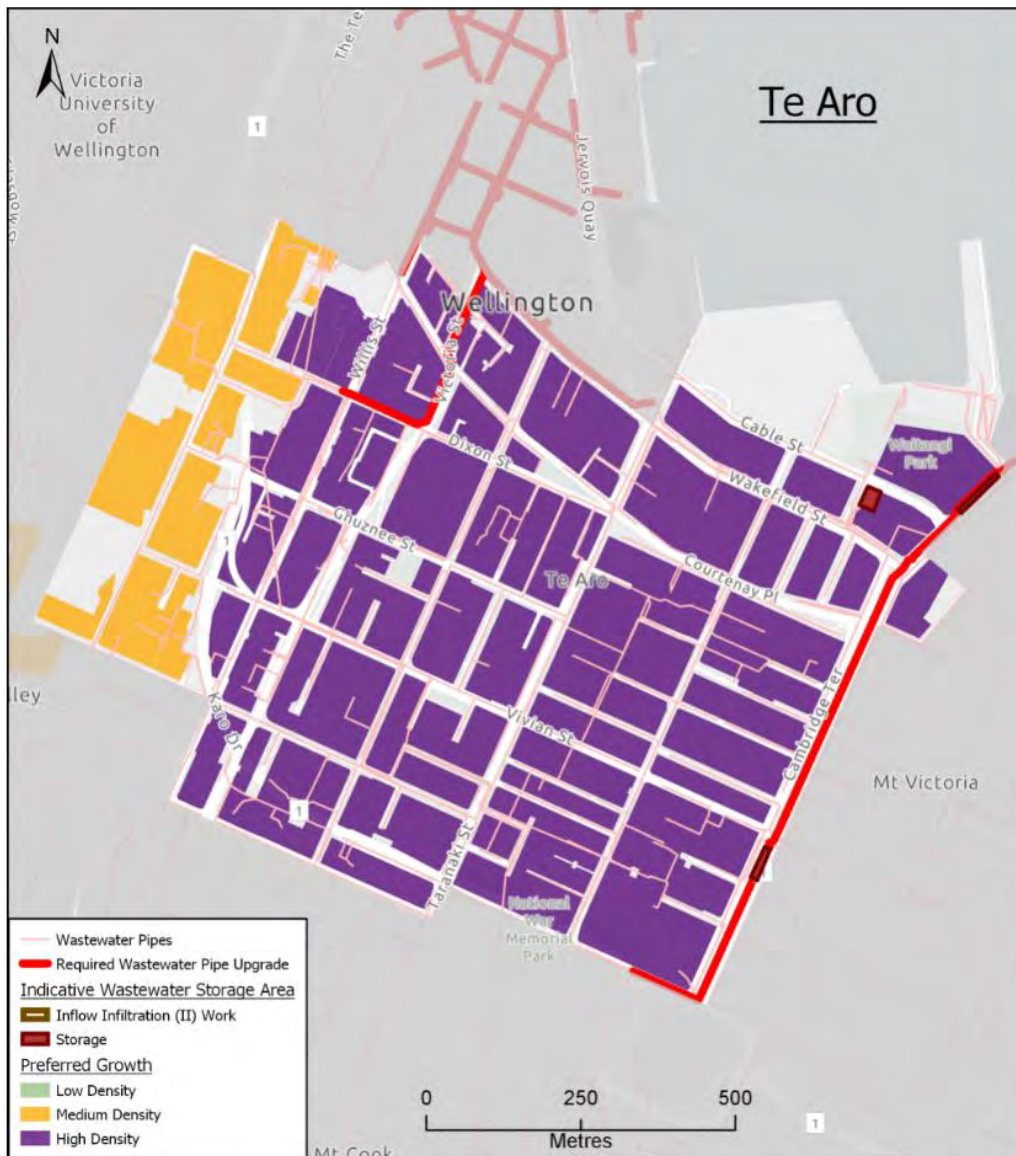 N
Victoria
University
of
Wellington
1
The Te
Te Aro
Jervois Quay
Wellington
Willis St
Victoria St
Dixon St
Cable St
Waitangi
Park
Wakefield St
1
Ghuznee St
Te Aro
Courtenay Pl
lley
Karo Dr
Vivian St
Cambridge Ter
Mt Victoria
1
Taranaki St
National
War
Memorial
Park
Wastewater Pipes
Required Wastewater Pipe Upgrade
Indicative Wastewater Storage Area
Inflow Infiltration (II) Work
Storage
Preferred Growth
Low Density
Medium Density
High Density
0 250 500
Metres
1
Mt Cook